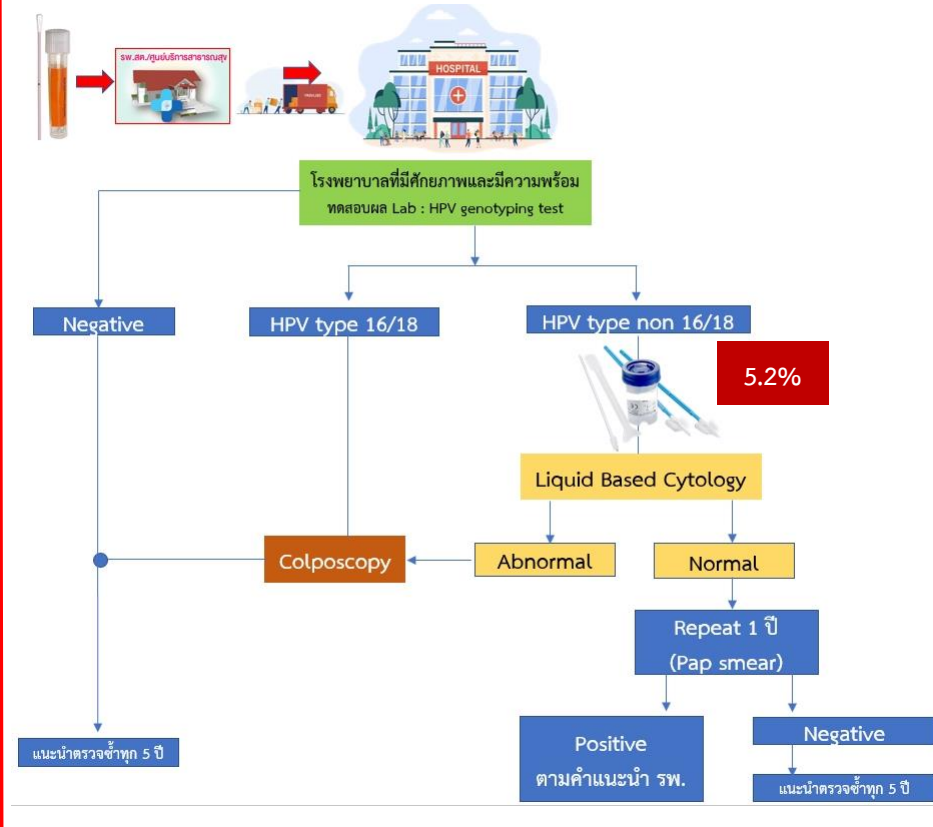 รพ.สต./ศูนย์บริการสาธารณสุข
HOSPITAL
โรงพยาบาลที่มีศักยภาพและมีความพร้อม
ทดสอบผล Lab : HPV genotyping test
Negative
HPV type 16/18
HPV type non 16/18
5.2%
Liquid Based Cytology
Colposcopy
Abnormal
Normal
Repeat 1 ปี
(Pap smear)
แนะนำตรวจซ้ำทุก 5 ปี
Positive
ตามคำแนะนำ รพ.
Negative
แนะนำตรวจซ้ำทุก 5 ปี